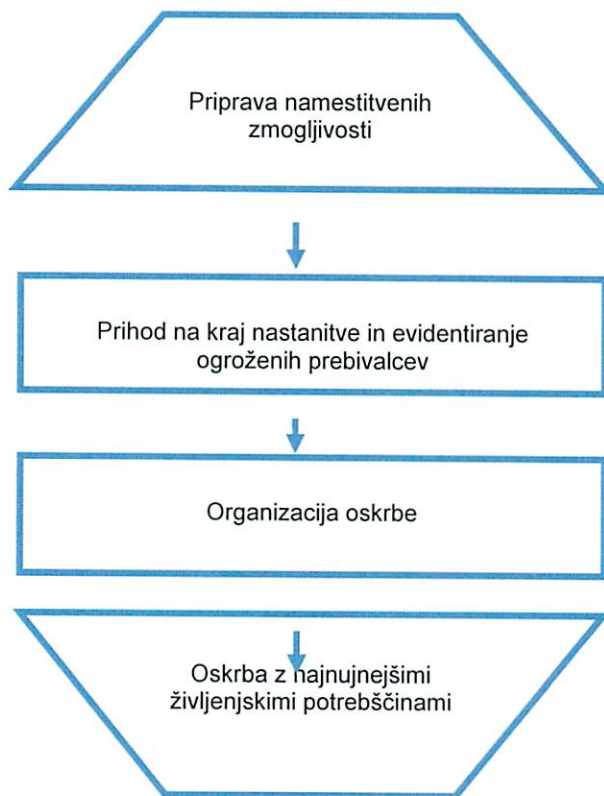 Priprava namestitvenih
zmogljivosti
Prihod na kraj nastanitve in evidentiranje
ogroženih prebivalcev
Organizacija oskrbe
Oskrba z najnujnejšimi
življenjskimi potrebščinami